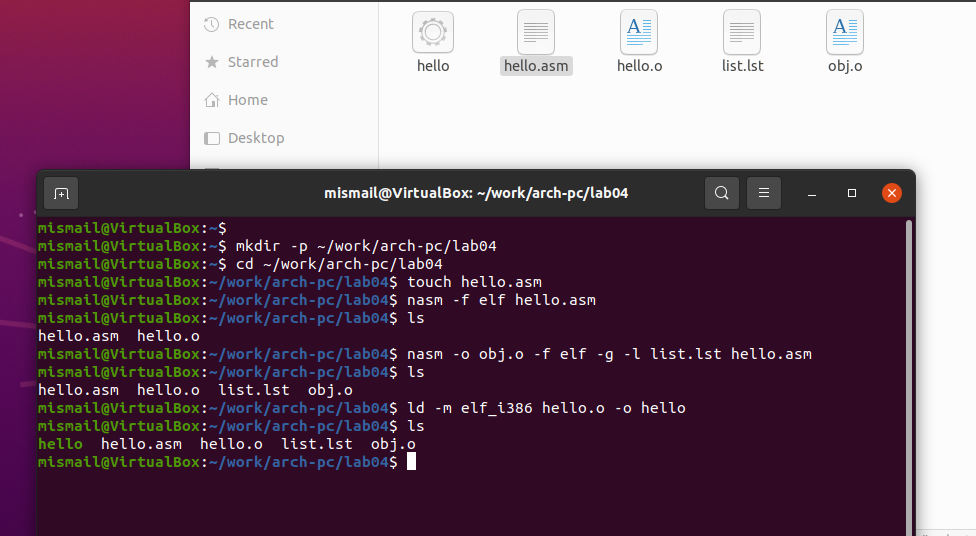 Recent
Starred
Home
Desktop
hello hello.asm hello.o list.lst obj.o
mismail@VirtualBox: ~/work/arch-pc/lab04
mismail@VirtualBox:~$
mismail@VirtualBox:~$ mkdir -p ~/work/arch-pc/lab04
mismail@VirtualBox:~$ cd ~/work/arch-pc/lab04
mismail@VirtualBox:~/work/arch-pc/lab04$ touch hello.asm
mismail@VirtualBox:~/work/arch-pc/lab04$ nasm -f elf hello.asm
mismail@VirtualBox:~/work/arch-pc/lab04$ ls
hello.asm hello.o
mismail@VirtualBox:~/work/arch-pc/lab04$ nasm -o obj.o -f elf -g -l list.lst hello.asm
mismail@VirtualBox:~/work/arch-pc/lab04$ ls
hello.asm hello.o list.lst obj.o
mismail@VirtualBox:~/work/arch-pc/lab04$ ld -m elf_i386 hello.o -o hello
mismail@VirtualBox:~/work/arch-pc/lab04$ ls
hello hello.asm hello.o list.lst obj.o
mismail@VirtualBox:~/work/arch-pc/lab04$